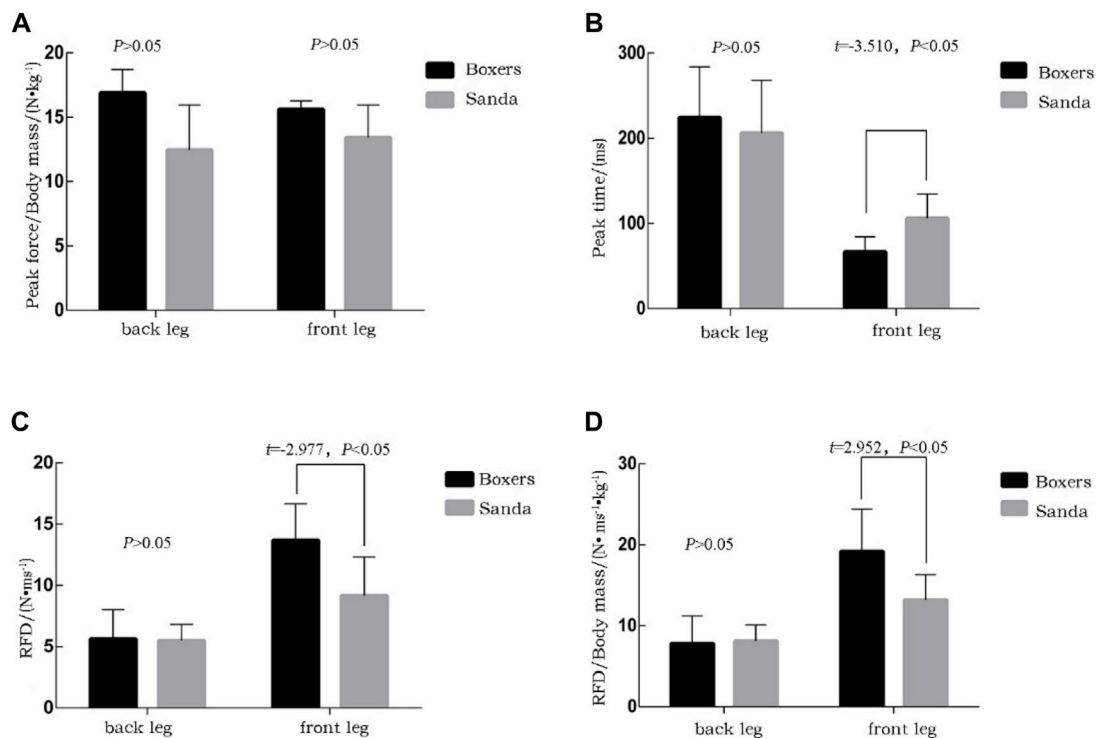 A
P>0.05
P>0.05
Boxers
Sanda
Peak force/Body mass/(N•kg⁻¹)
20
15
10
5
0
back leg
front leg
B
P>0.05
t=-3.510, P<0.05
Boxers
Sanda
Peak time/(ms)
300
200
100
0
back leg
front leg
C
t=-2.977, P<0.05
Boxers
Sanda
P>0.05
RFD/(N•ms⁻¹)
20
15
10
5
0
back leg
front leg
D
t=2.952, P<0.05
Boxers
Sanda
P>0.05
RFD/Body mass/(N•ms⁻¹•kg⁻¹)
30
20
10
0
back leg
front leg